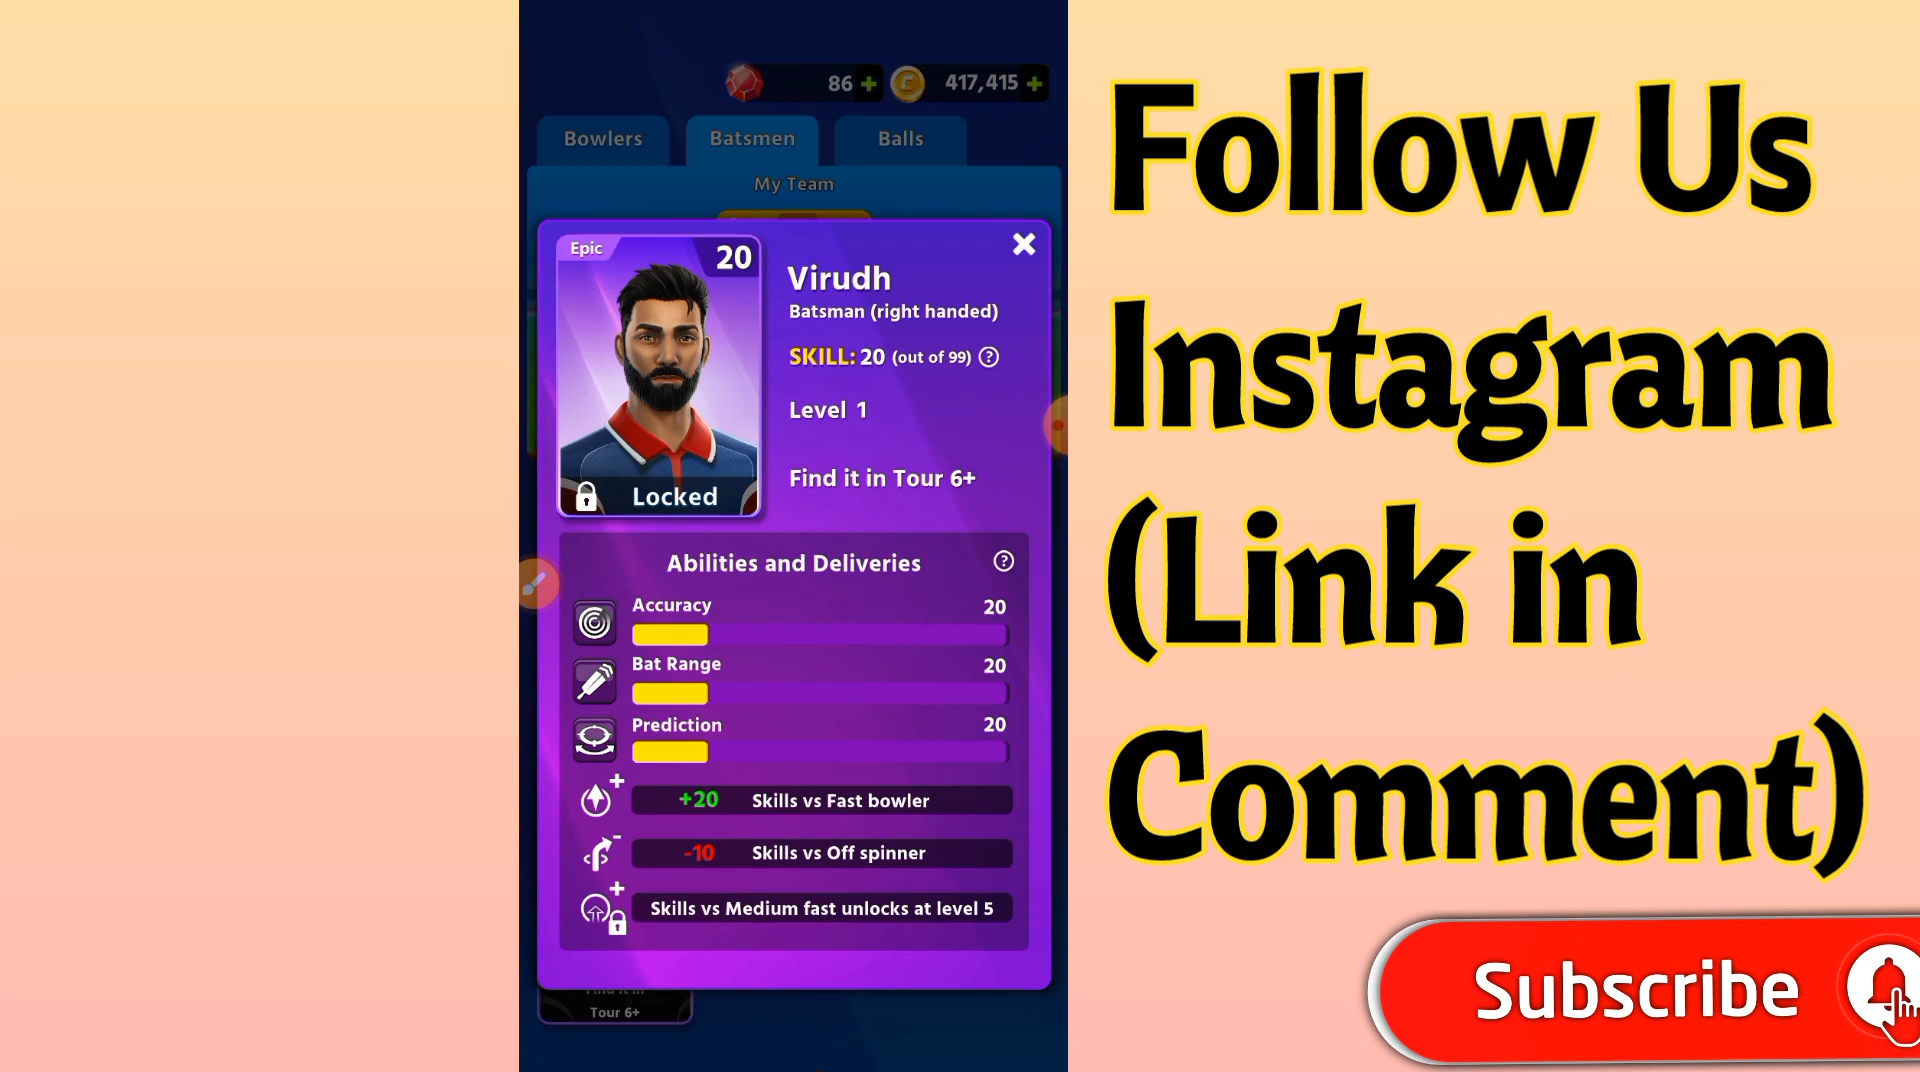 86
417,415
Bowlers
Batsmen
Balls
My Team
Epic
20
Locked
Virudh
Batsman (right handed)
SKILL: 20 (out of 99) ?
Level 1
Find it in Tour 6+
Abilities and Deliveries ?
Accuracy 20
Bat Range 20
Prediction 20
+20 Skills vs Fast bowler
-10 Skills vs Off spinner
Skills vs Medium fast unlocks at level 5
Find it in
Tour 6+
Follow Us
Instagram
(Link in
Comment)
Subscribe